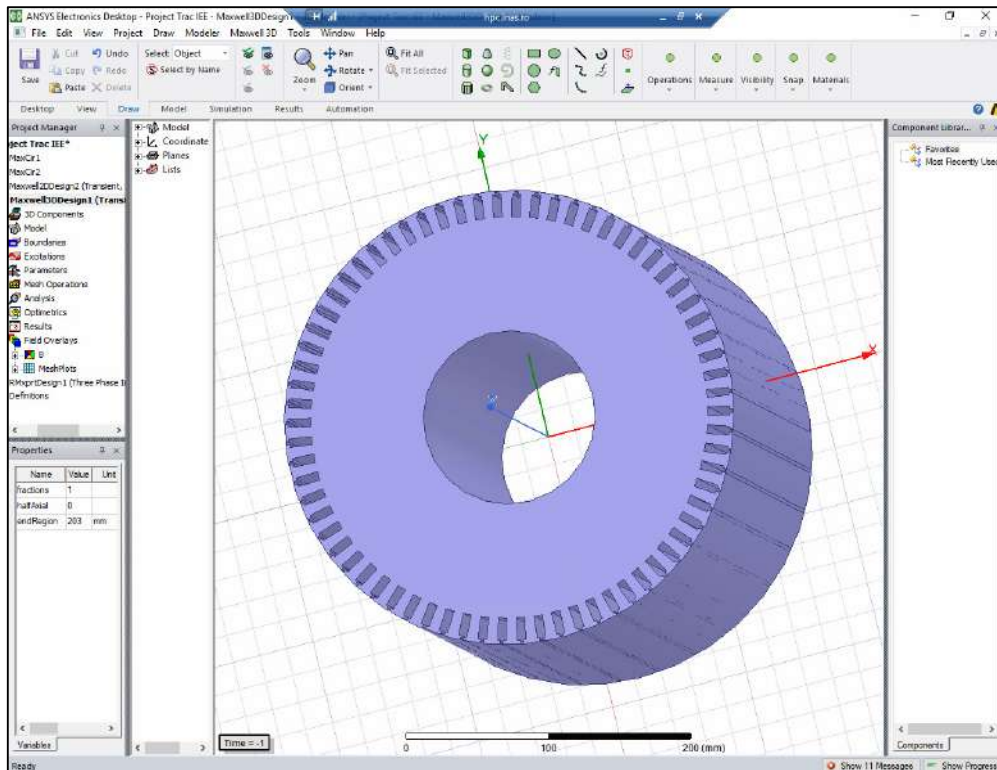 ANSYS Electronics Desktop - Project Trac IEE - Maxwell3DDesign
hpc.inas.ro
File Edit View Project Draw Modeler Maxwell 3D Tools Window Help
Save
Cut
Copy
Paste
Undo
Redo
Delete
Select: Object
Select by Name
Zoom
Pan
Rotate
Orient
Fit All
Fit Selected
Operations
Measure
Visibility
Snap
Materials
Desktop View Draw Model Simulation Results Automation
Project Manager
ject Trac IEE*
MaxCir1
MaxCir2
Maxwell2DDesign2 (Transient,
Maxwell3DDesign1 (Transi
3D Components
Model
Boundaries
Excitations
Parameters
Mesh Operations
Analysis
Optimetrics
Results
Field Overlays
B
MeshPlots
RMxprtDesign1 (Three Phase I
Definitions
Model
Coordinate
Planes
Lists
Properties
Name Value Unit
fractions 1
halfAxial 0
endRegion 203 mm
Variables
Y
X
Time = -1
0 100 200 (mm)
Component Librar...
Favorites
Most Recently Used
Components
Ready
Show 11 Messages
Show Progress